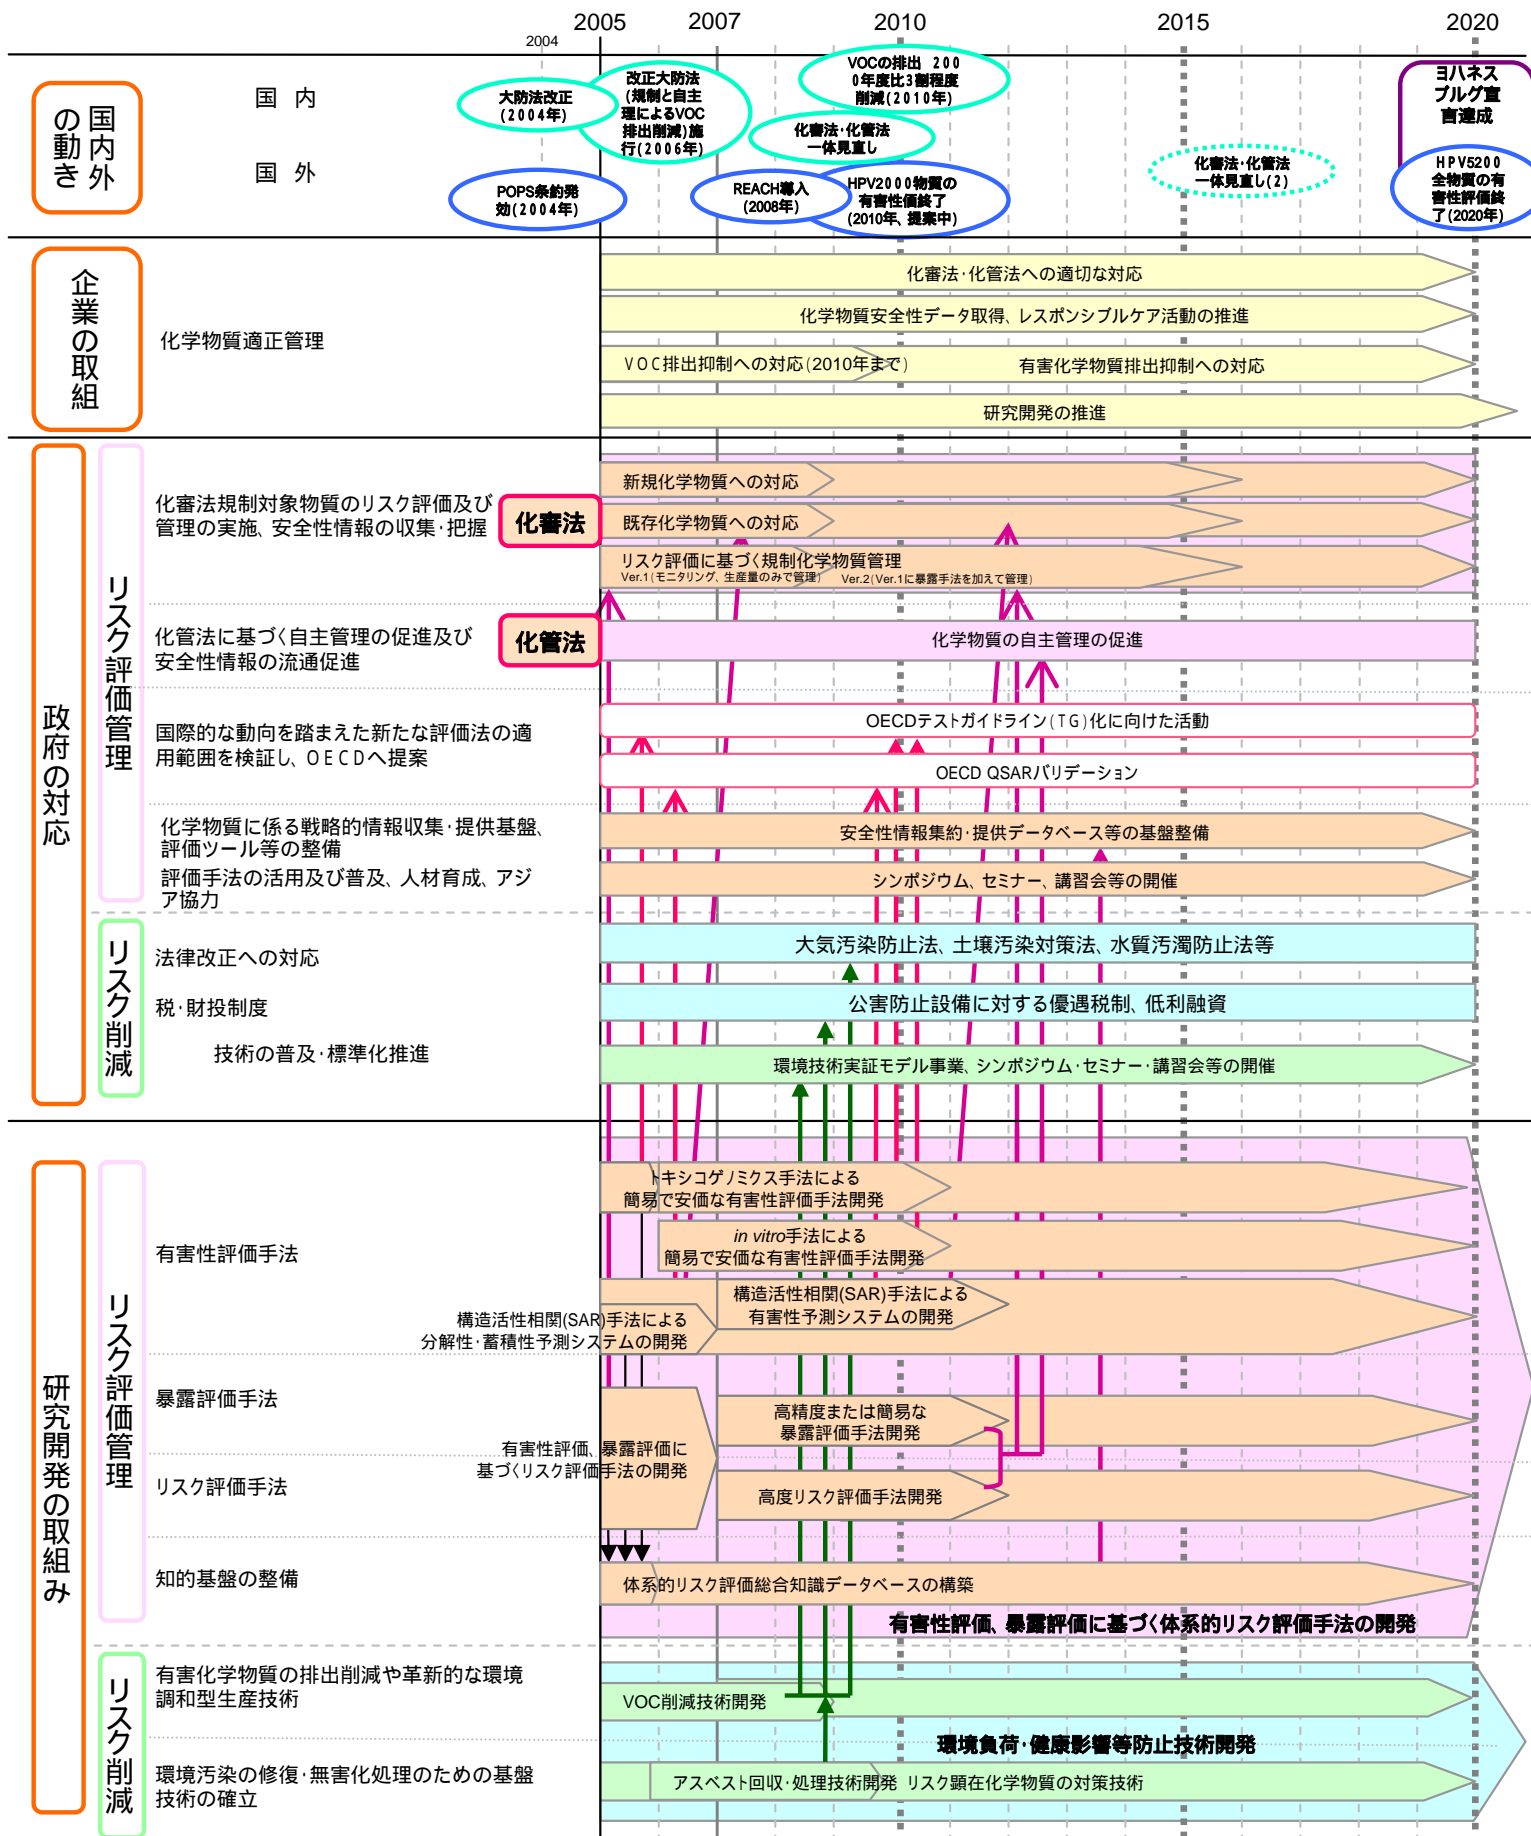 2005
2007
2010
2015
2020
2004
国内外
の動き
国 内
国 外
大防法改正
(2004年)
改正大防法
(規制と自主
理によるVOC
排出削減)施
行(2006年)
VOCの排出 200
0年度比3割程度
削減(2010年)
化審法・化管法
一体見直し
ヨハネス
ブルグ宣
言達成
化審法・化管法
一体見直し(2)
POPS条約発
効(2004年)
REACH導入
(2008年)
HPV2000物質の
有害性価終了
(2010年、提案中)
HPV5200
全物質の有
害性評価終
了(2020年)
企業の取組
化学物質適正管理
化審法・化管法への適切な対応
化学物質安全性データ取得、レスポンシブルケア活動の推進
VOC排出抑制への対応(2010年まで)
有害化学物質排出抑制への対応
研究開発の推進
政府の対応
リスク評価管理
化審法規制対象物質のリスク評価及び
管理の実施、安全性情報の収集・把握
化審法
新規化学物質への対応
既存化学物質への対応
リスク評価に基づく規制化学物質管理
Ver.1(モニタリング、生産量のみで管理)
Ver.2(Ver.1に暴露手法を加えて管理)
化管法に基づく自主管理の促進及び
安全性情報の流通促進
化管法
化学物質の自主管理の促進
国際的な動向を踏まえた新たな評価法の適
用範囲を検証し、OECDへ提案
OECDテストガイドライン(TG)化に向けた活動
OECD QSARバリデーション
化学物質に係る戦略的情報収集・提供基盤、
評価ツール等の整備
安全性情報集約・提供データベース等の基盤整備
評価手法の活用及び普及、人材育成、アジ
ア協力
シンポジウム、セミナー、講習会等の開催
リスク削減
法律改正への対応
大気汚染防止法、土壌汚染対策法、水質汚濁防止法等
税・財投制度
公害防止設備に対する優遇税制、低利融資
技術の普及・標準化推進
環境技術実証モデル事業、シンポジウム・セミナー・講習会等の開催
研究開発の取組み
リスク評価管理
有害性評価手法
トキシコゲノミクス手法による
簡易で安価な有害性評価手法開発
in vitro手法による
簡易で安価な有害性評価手法開発
構造活性相関(SAR)手法による
有害性予測システムの開発
構造活性相関(SAR)手法による
分解性・蓄積性予測システムの開発
暴露評価手法
高精度または簡易な
暴露評価手法開発
有害性評価、暴露評価に
基づくリスク評価手法の開発
リスク評価手法
高度リスク評価手法開発
知的基盤の整備
体系的リスク評価総合知識データベースの構築
有害性評価、暴露評価に基づく体系的リスク評価手法の開発
リスク削減
有害化学物質の排出削減や革新的な環境
調和型生産技術
VOC削減技術開発
環境負荷・健康影響等防止技術開発
環境汚染の修復・無害化処理のための基盤
技術の確立
アスベスト回収・処理技術開発
リスク顕在化学物質の対策技術